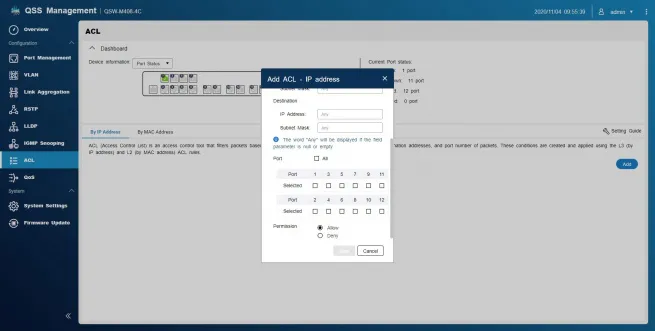 QSS Management | QSW-M408-4C
2020/11/04 09:55:39
admin
Overview
Configuration
Port Management
VLAN
Link Aggregation
RSTP
LLDP
IGMP Snooping
ACL
QoS
System
System Settings
Firmware Update
ACL
Dashboard
Device Information
Port Status
Current Port status:
1 port
11 port
12 port
0 port
By IP Address
By MAC Address
Setting Guide
ACL (Access Control List) is an access control tool that filters packets based
ation addresses, and port number of packets. These conditions are created and applied using the L3 (by
IP address) and L2 (by MAC address) ACL rules.
Add
Add ACL - IP address
Subnet Mask
Any
Destination
IP Address:
Any
Subnet Mask:
Any
The word "Any" will be displayed if the field
parameter is null or empty.
Port
All
Port 1 3 5 7 9 11
Selected
Port 2 4 6 8 10 12
Selected
Permission
Allow
Deny
Cancel